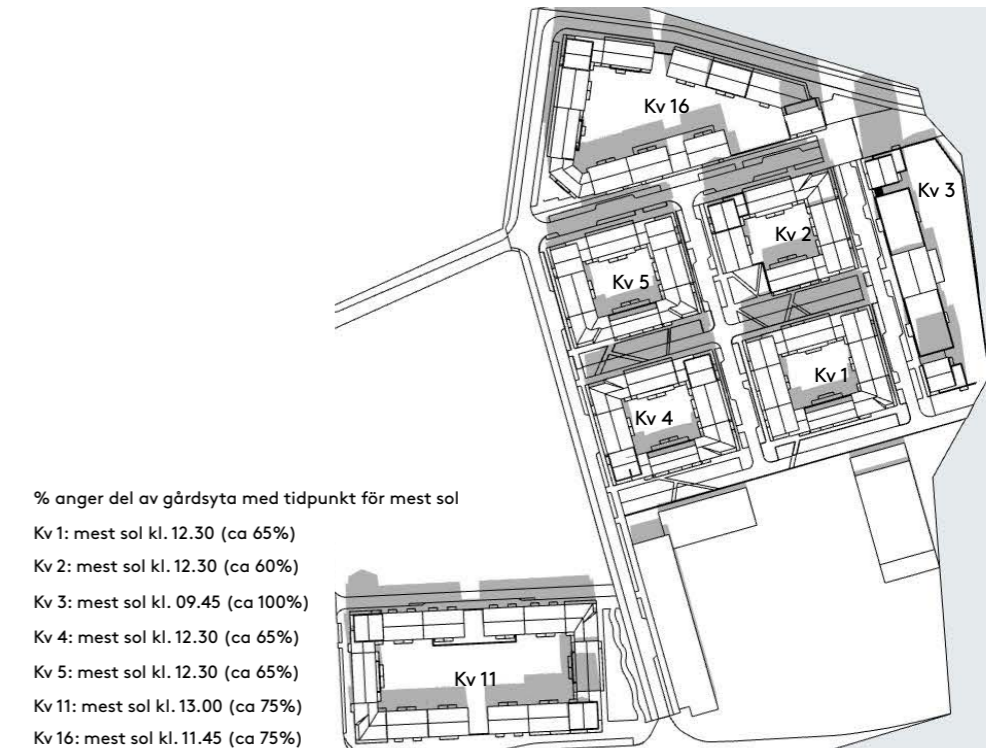 Kv 16
Kv 3
Kv 2
Kv 5
Kv 1
Kv 4
% anger del av gårdsyta med tidpunkt för mest sol
Kv 1: mest sol kl. 12.30 (ca 65%)
Kv 2: mest sol kl. 12.30 (ca 60%)
Kv 3: mest sol kl. 09.45 (ca 100%)
Kv 4: mest sol kl. 12.30 (ca 65%)
Kv 5: mest sol kl. 12.30 (ca 65%)
Kv 11: mest sol kl. 13.00 (ca 75%)
Kv 16: mest sol kl. 11.45 (ca 75%)
Kv 11